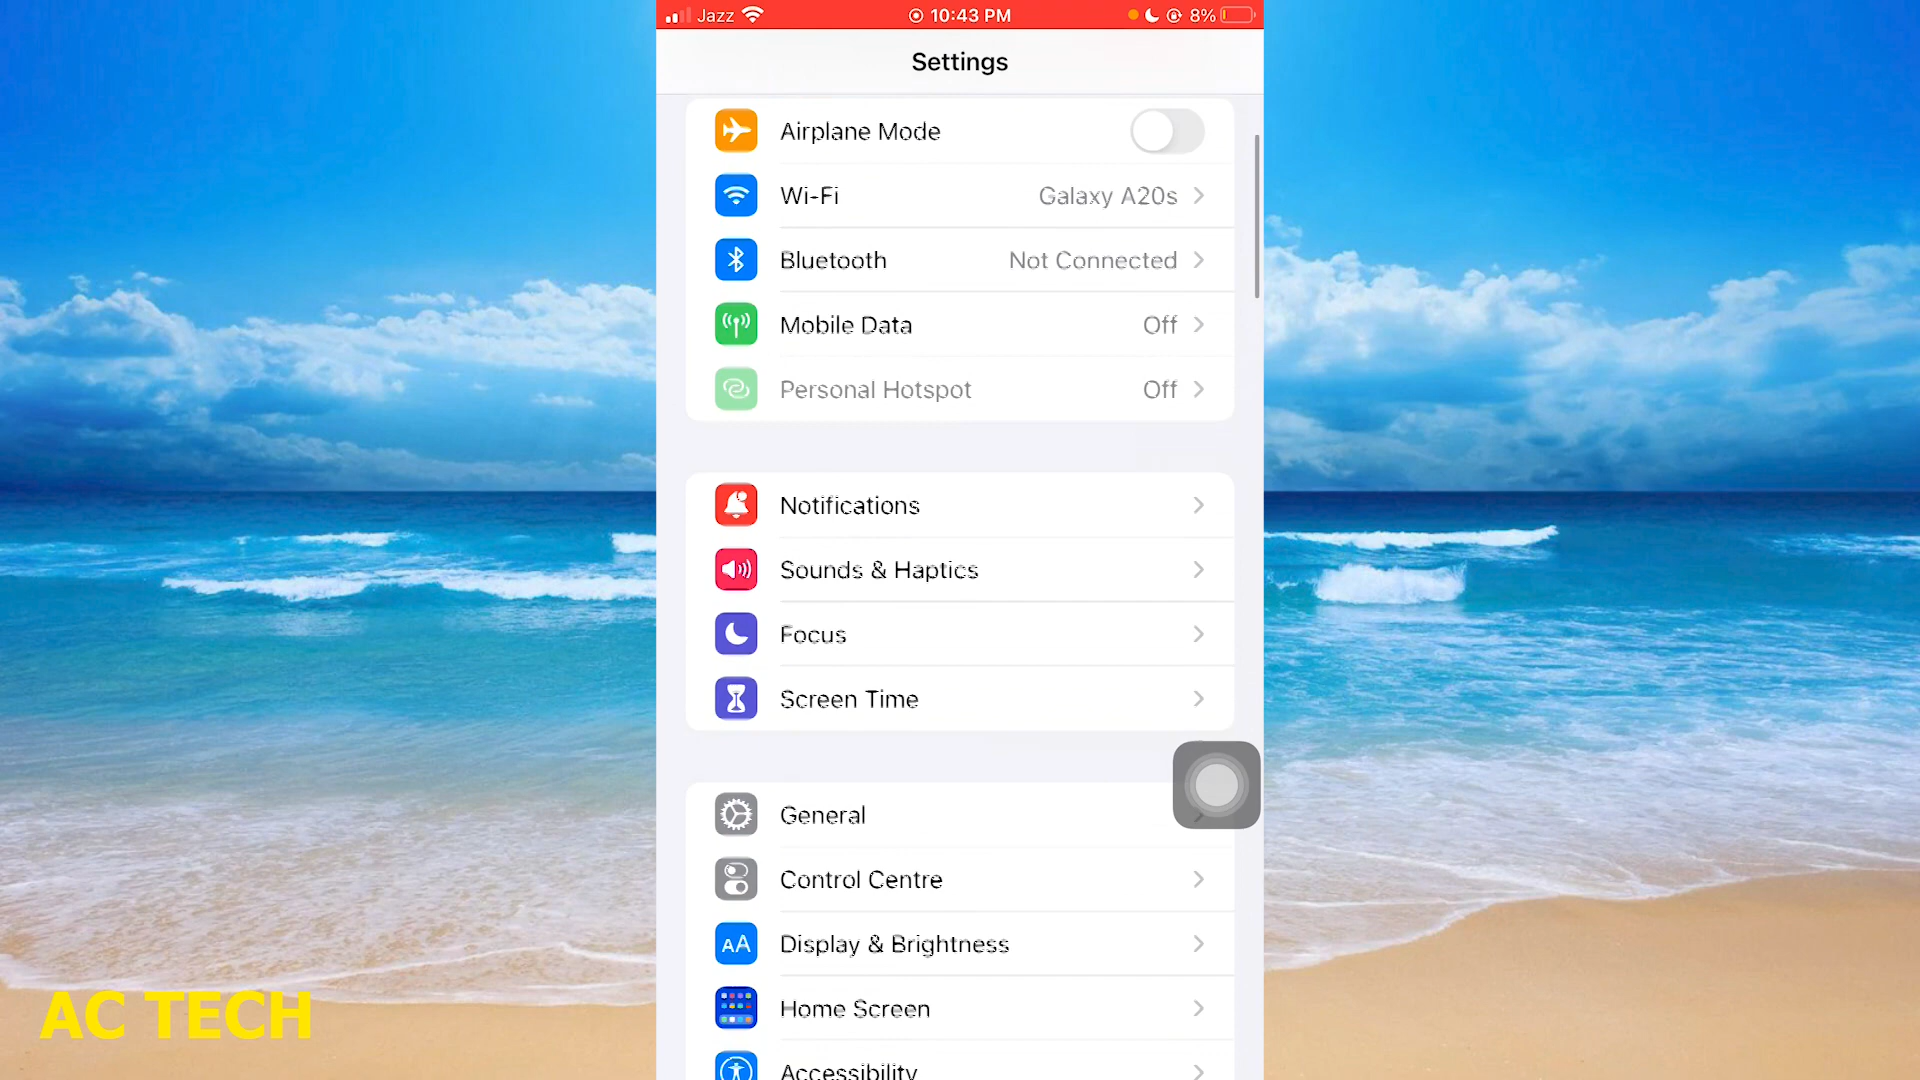 Jazz 10:43 PM 8%
Settings
Airplane Mode
Wi-Fi Galaxy A20s
Bluetooth Not Connected
Mobile Data Off
Personal Hotspot Off
Notifications
Sounds & Haptics
Focus
Screen Time
General
Control Centre
AA Display & Brightness
Home Screen
Accessibility
AC TECH